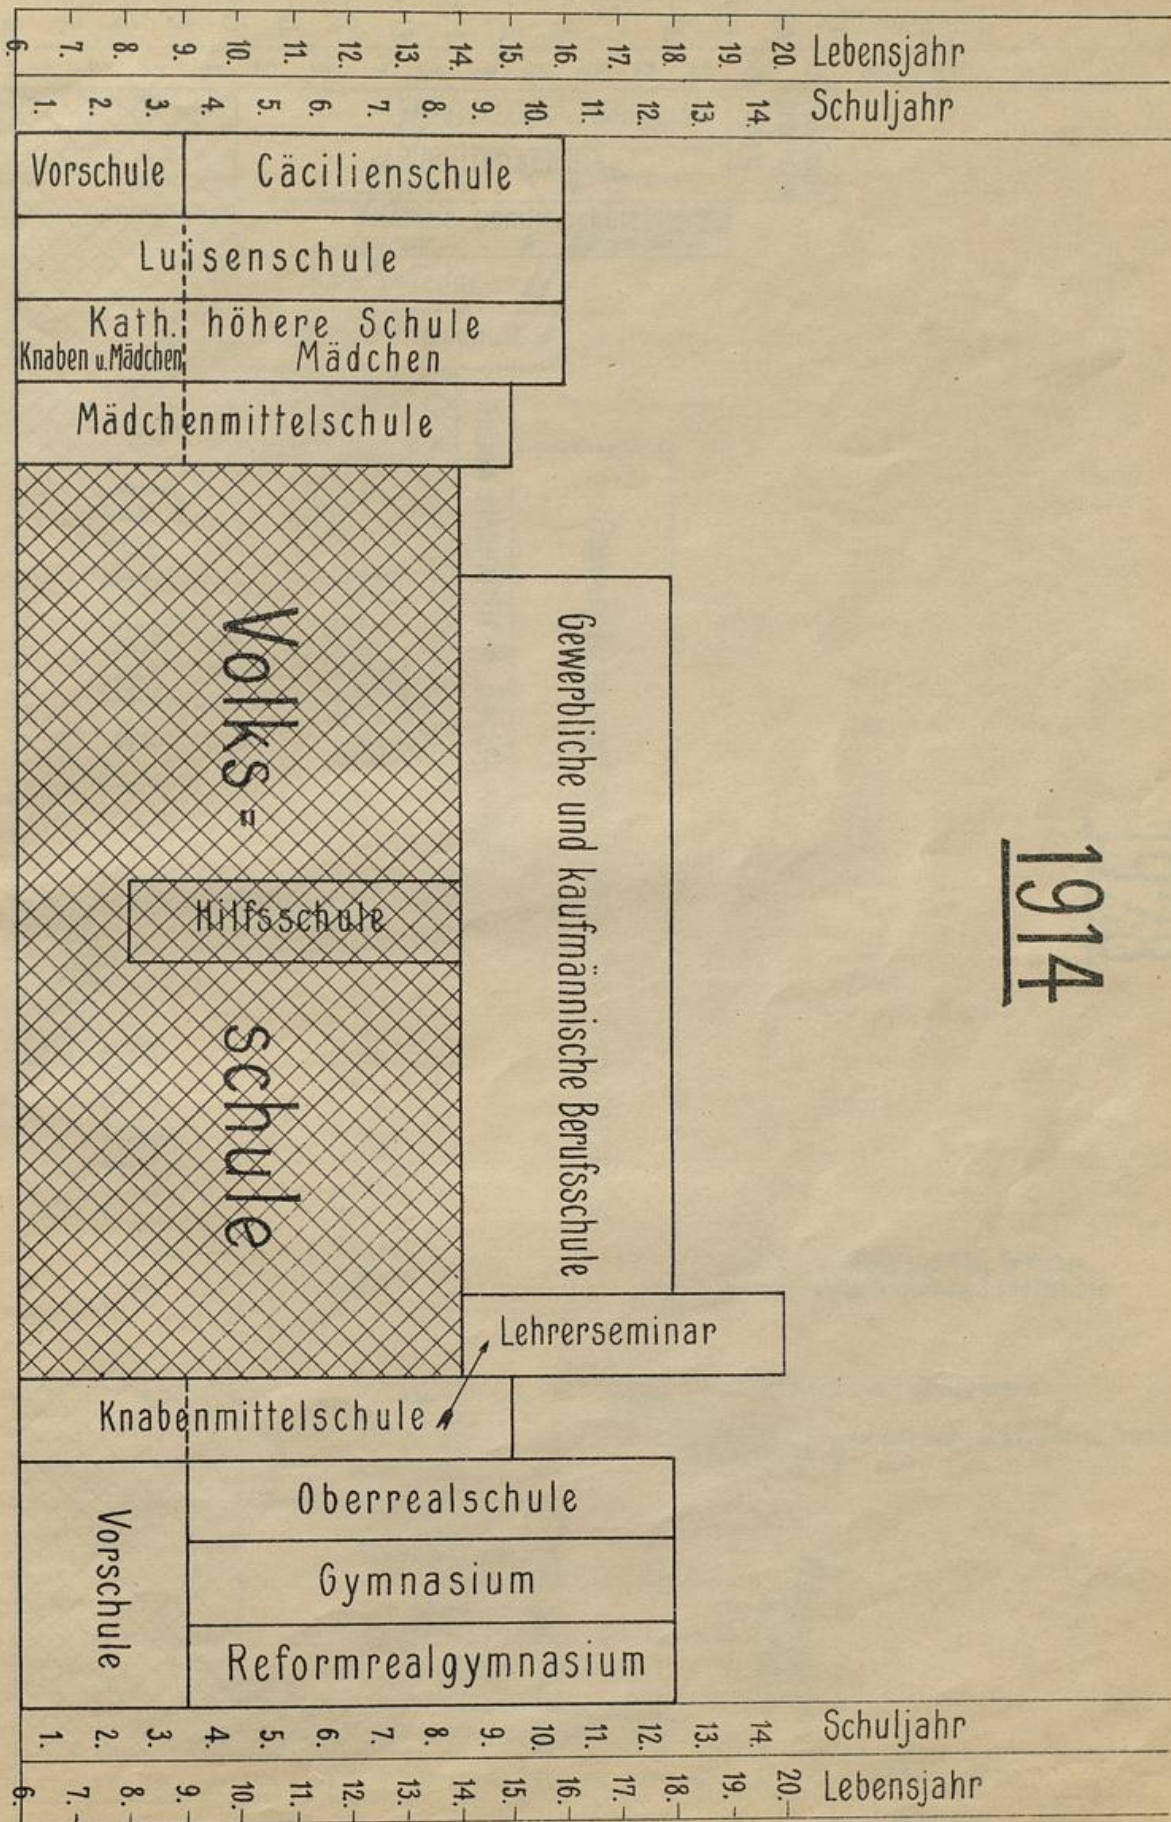 6. 7. 8. 9. 10. 11. 12. 13. 14. 15. 16. 17. 18. 19. 20. Lebensjahr
1. 2. 3. 4. 5. 6. 7. 8. 9. 10. 11. 12. 13. 14. Schuljahr
Vorschule Cäcilienschule
Luisenschule
Kath. höhere Schule
Knaben u. Mädchen Mädchen
Mädchenmittelschule
Volks=
schule
Hilfsschule
Gewerbliche und kaufmännische Berufsschule
1914
Lehrerseminar
Knabenmittelschule
Vorschule
Oberrealschule
Gymnasium
Reformrealgymnasium
1. 2. 3. 4. 5. 6. 7. 8. 9. 10. 11. 12. 13. 14. Schuljahr
6. 7. 8. 9. 10. 11. 12. 13. 14. 15. 16. 17. 18. 19. 20. Lebensjahr